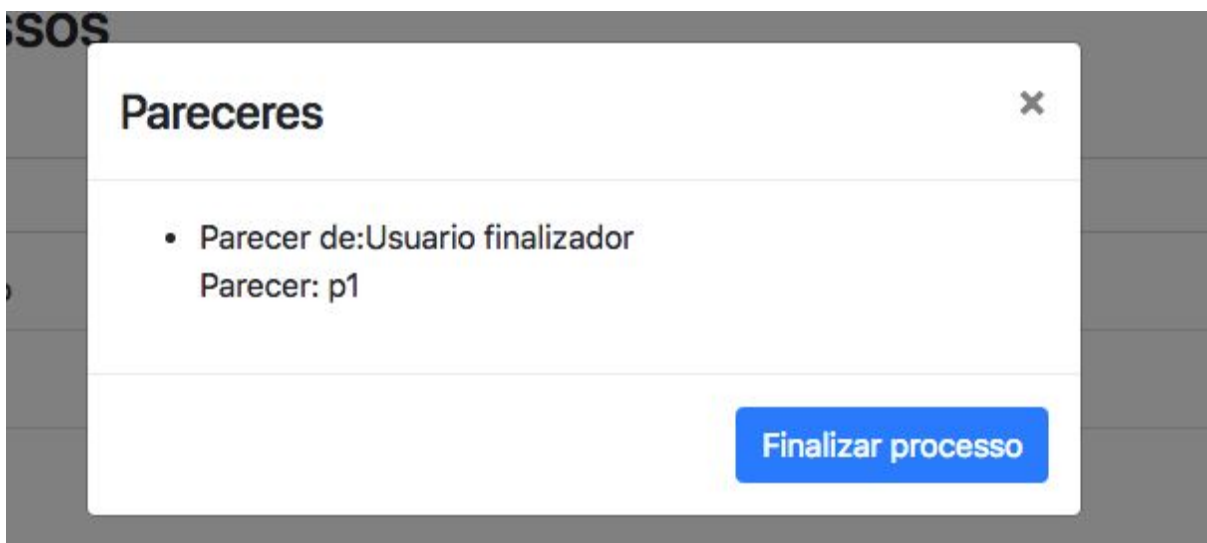 ssos
Pareceres
×
Parecer de:Usuario finalizador
Parecer: p1
Finalizar processo